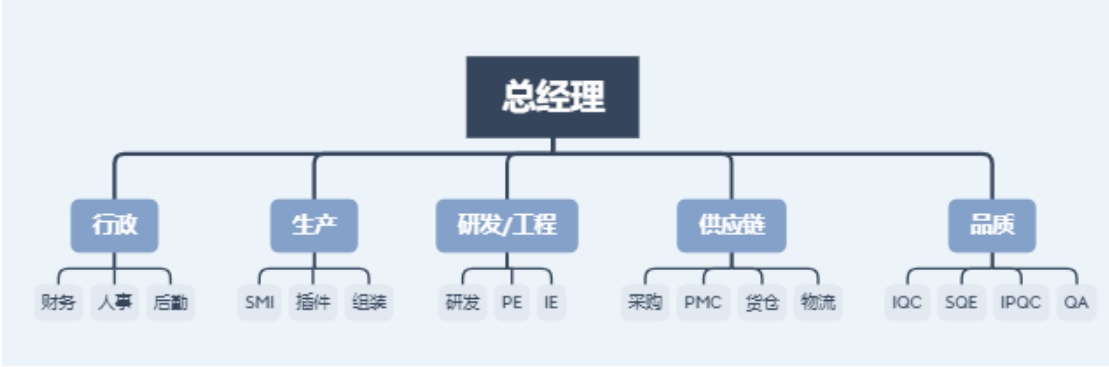 总经理
行政
生产
研发/工程
供应链
品质
财务
人事
后勤
SMI
插件
组装
研发
PE
IE
采购
PMC
货仓
物流
IQC
SQE
IPQC
QA